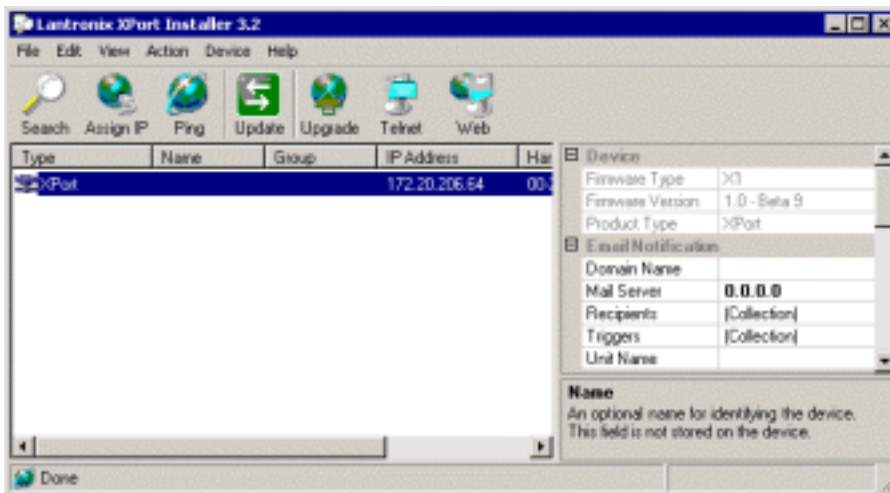 Lantronix XPort Installer 3.2
File Edit View Action Device Help
Search Assign IP Ping Update Upgrade Telnet Web
Type Name Group IP Address Har
XPort 172.20.206.64 00-
Device
Firmware Type X1
Firmware Version 1.0 - Beta 9
Product Type XPort
Email Notification
Domain Name
Mail Server 0.0.0.0
Recipients (Collection)
Triggers (Collection)
Unit Name
Name
An optional name for identifying the device.
This field is not stored on the device.
Done